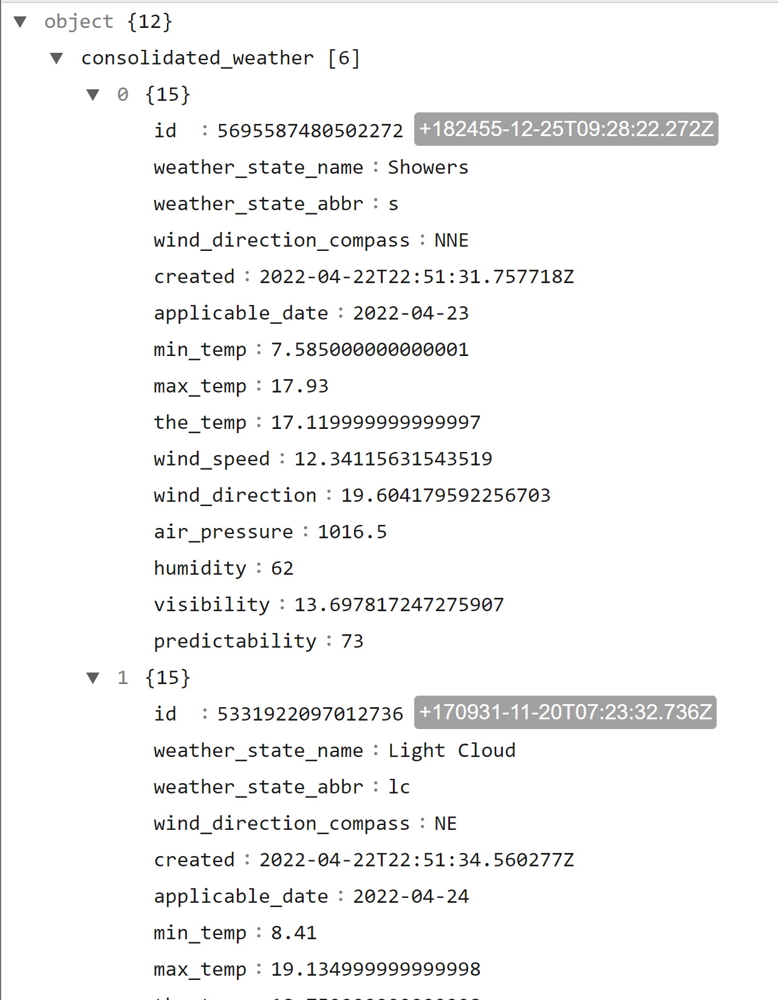 object {12}
consolidated_weather [6]
0 {15}
id : 5695587480502272 +182455-12-25T09:28:22.272Z
weather_state_name : Showers
weather_state_abbr : s
wind_direction_compass : NNE
created : 2022-04-22T22:51:31.757718Z
applicable_date : 2022-04-23
min_temp : 7.585000000000001
max_temp : 17.93
the_temp : 17.119999999999997
wind_speed : 12.34115631543519
wind_direction : 19.604179592256703
air_pressure : 1016.5
humidity : 62
visibility : 13.697817247275907
predictability : 73
1 {15}
id : 5331922097012736 +170931-11-20T07:23:32.736Z
weather_state_name : Light Cloud
weather_state_abbr : lc
wind_direction_compass : NE
created : 2022-04-22T22:51:34.560277Z
applicable_date : 2022-04-24
min_temp : 8.41
max_temp : 19.134999999999998